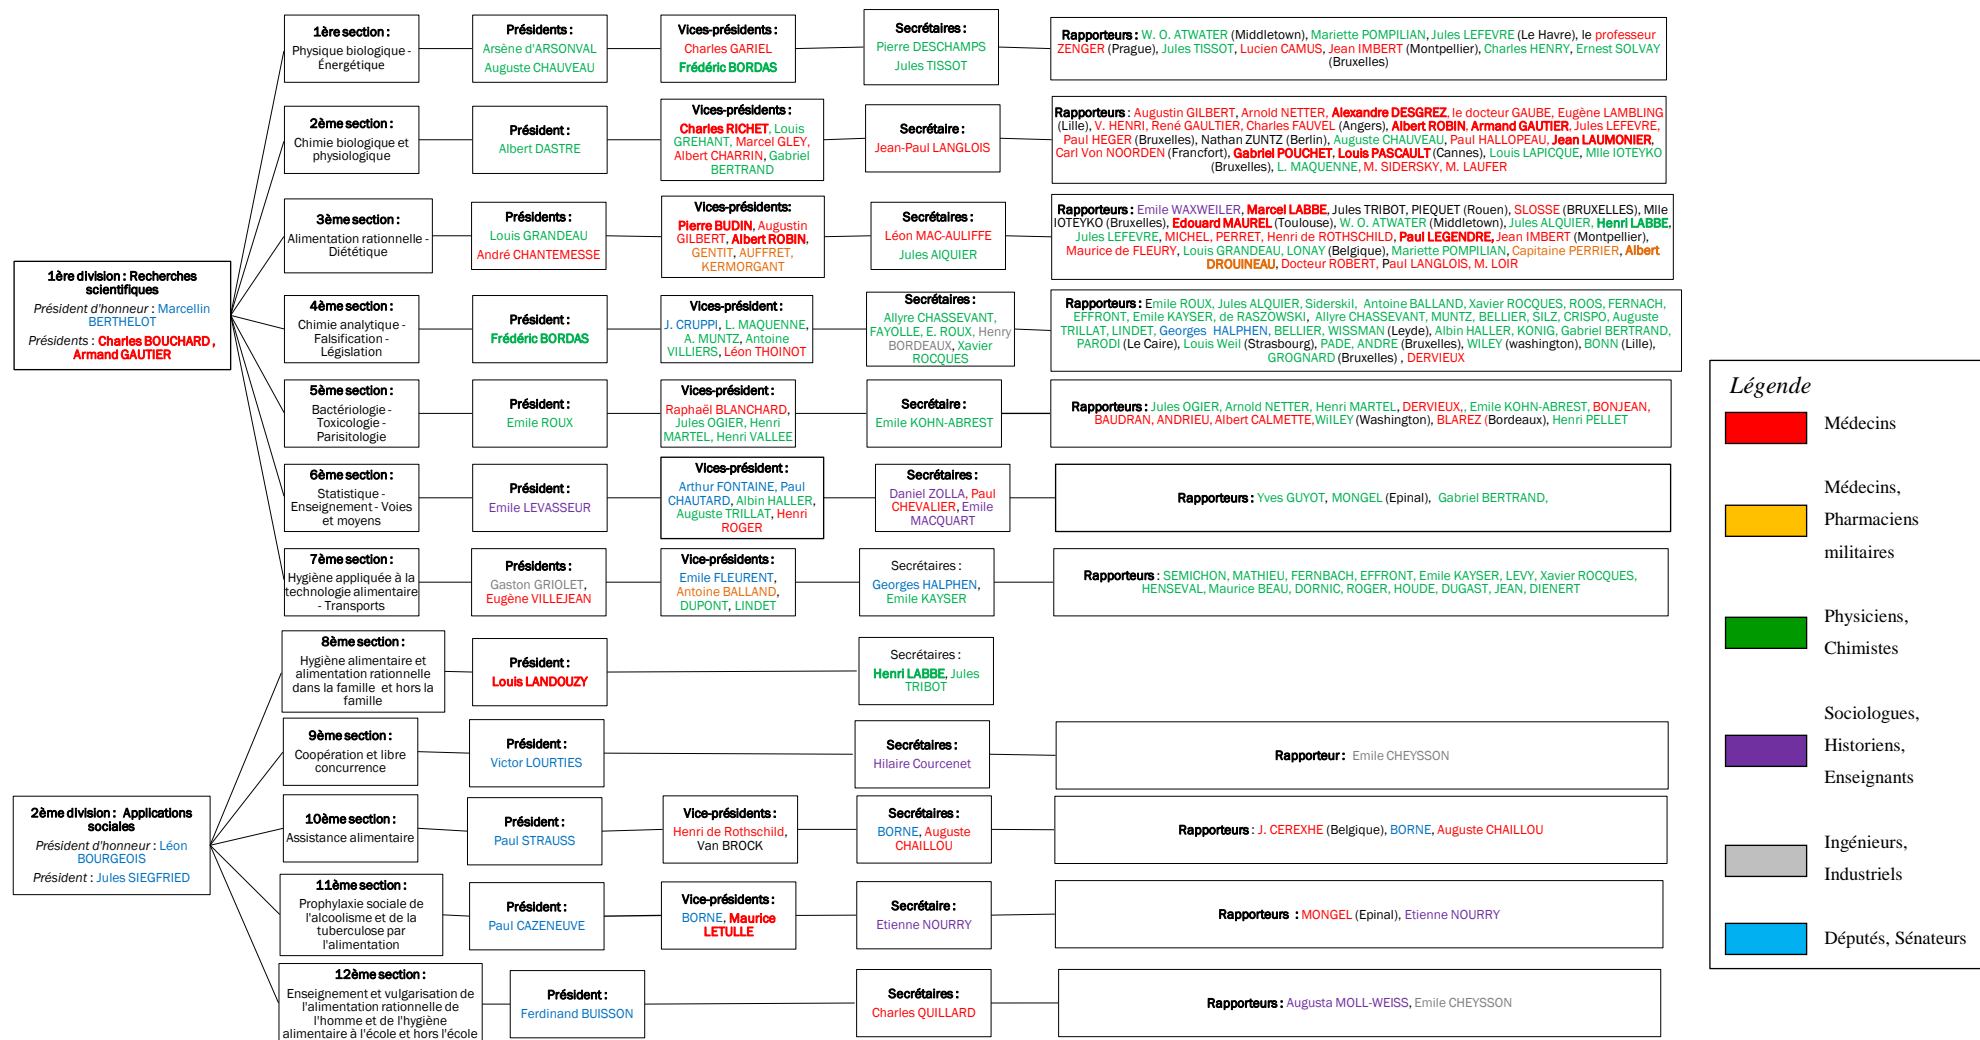 1ère division : Recherches
scientifiques
Président d'honneur : Marcellin
BERTHELOT
Présidents : Charles BOUCHARD ,
Armand GAUTIER
1ère section :
Physique biologique -
Énergétique
Présidents :
Arsène d'ARSONVAL
Auguste CHAUVEAU
Vices-présidents :
Charles GARIEL
Frédéric BORDAS
Secrétaires :
Pierre DESCHAMPS
Jules TISSOT
Rapporteurs : W. O. ATWATER (Middletown), Mariette POMPILIAN, Jules LEFEVRE (Le Havre), le professeur
ZENGER (Prague), Jules TISSOT, Lucien CAMUS, Jean IMBERT (Montpellier), Charles HENRY, Ernest SOLVAY
(Bruxelles)
2ème section :
Chimie biologique et
physiologique
Président :
Albert DASTRE
Vices-présidents :
Charles RICHET, Louis
GREHANT, Marcel GLEY,
Albert CHARRIN, Gabriel
BERTRAND
Secrétaire :
Jean-Paul LANGLOIS
Rapporteurs : Augustin GILBERT, Arnold NETTER, Alexandre DESGREZ, le docteur GAUBE, Eugène LAMBLING
(Lille), V. HENRI, René GAULTIER, Charles FAUVEL (Angers), Albert ROBIN, Armand GAUTIER, Jules LEFEVRE,
Paul HEGER (Bruxelles), Nathan ZUNTZ (Berlin), Auguste CHAUVEAU, Paul HALLOPEAU, Jean LAUMONIER,
Carl Von NOORDEN (Francfort), Gabriel POUCHET, Louis PASCAULT (Cannes), Louis LAPICQUE, Mlle IOTEYKO
(Bruxelles), L. MAQUENNE, M. SIDERSKY, M. LAUFER
3ème section :
Alimentation rationnelle -
Diététique
Présidents :
Louis GRANDEAU
André CHANTEMESSE
Vices-présidents:
Pierre BUDIN, Augustin
GILBERT, Albert ROBIN,
GENTIT, AUFFRET,
KERMORGANT
Secrétaires :
Léon MAC-AULIFFE
Jules AlQUIER
Rapporteurs : Emile WAXWEILER, Marcel LABBE, Jules TRIBOT, PIEQUET (Rouen), SLOSSE (BRUXELLES), Mlle
IOTEYKO (Bruxelles), Edouard MAUREL (Toulouse), W. O. ATWATER (Middletown), Jules ALQUIER, Henri LABBE,
Jules LEFEVRE, MICHEL, PERRET, Henri de ROTHSCHILD, Paul LEGENDRE, Jean IMBERT (Montpellier),
Maurice de FLEURY, Louis GRANDEAU, LONAY (Belgique), Mariette POMPILIAN, Capitaine PERRIER, Albert
DROUINEAU, Docteur ROBERT, Paul LANGLOIS, M. LOIR
4ème section :
Chimie analytique -
Falsification -
Législation
Président :
Frédéric BORDAS
Vices-président :
J. CRUPPI, L. MAQUENNE,
A. MUNTZ, Antoine
VILLIERS, Léon THOINOT
Secrétaires :
Allyre CHASSEVANT,
FAYOLLE, E. ROUX, Henry
BORDEAUX, Xavier
ROCQUES
Rapporteurs : Emile ROUX, Jules ALQUIER, Siderskil, Antoine BALLAND, Xavier ROCQUES, ROOS, FERNACH,
EFFRONT, Emile KAYSER, de RASZOWSKI, Allyre CHASSEVANT, MUNTZ, BELLIER, SILZ, CRISPO, Auguste
TRILLAT, LINDET, Georges HALPHEN, BELLIER, WISSMAN (Leyde), Albin HALLER, KONIG, Gabriel BERTRAND,
PARODI (Le Caire), Louis Weil (Strasbourg), PADE, ANDRE (Bruxelles), WILEY (washington), BONN (Lille),
GROGNARD (Bruxelles) , DERVIEUX
5ème section :
Bactériologie -
Toxicologie -
Parisitologie
Président :
Emile ROUX
Vices-président :
Raphaël BLANCHARD,
Jules OGIER, Henri
MARTEL, Henri VALLEE
Secrétaire :
Emile KOHN-ABREST
Rapporteurs : Jules OGIER, Arnold NETTER, Henri MARTEL, DERVIEUX,, Emile KOHN-ABREST, BONJEAN,
BAUDRAN, ANDRIEU, Albert CALMETTE,WilLEY (Washington), BLAREZ (Bordeaux), Henri PELLET
6ème section :
Statistique -
Enseignement - Voies
et moyens
Président :
Emile LEVASSEUR
Vices-président :
Arthur FONTAINE, Paul
CHAUTARD, Albin HALLER,
Auguste TRILLAT, Henri
ROGER
Secrétaires :
Daniel ZOLLA, Paul
CHEVALIER, Emile
MACQUART
Rapporteurs : Yves GUYOT, MONGEL (Epinal), Gabriel BERTRAND,
7ème section :
Hygiène appliquée à la
technologie alimentaire
- Transports
Présidents :
Gaston GRIOLET,
Eugène VILLEJEAN
Vice-présidents :
Emile FLEURENT,
Antoine BALLAND,
DUPONT, LINDET
Secrétaires :
Georges HALPHEN,
Emile KAYSER
Rapporteurs : SEMICHON, MATHIEU, FERNBACH, EFFRONT, Emile KAYSER, LEVY, Xavier ROCQUES,
HENSEVAL, Maurice BEAU, DORNIC, ROGER, HOUDE, DUGAST, JEAN, DIENERT
2ème division : Applications
sociales
Président d'honneur : Léon
BOURGEOIS
Président : Jules SIEGFRIED
8ème section :
Hygiène alimentaire et
alimentation rationnelle
dans la famille et hors la
famille
Président :
Louis LANDOUZY
Secrétaires :
Henri LABBE, Jules
TRIBOT
9ème section :
Coopération et libre
concurrence
Président :
Victor LOURTIES
Secrétaires :
Hilaire Courcenet
Rapporteur : Emile CHEYSSON
10ème section :
Assistance alimentaire
Président :
Paul STRAUSS
Vice-présidents :
Henri de Rothschild,
Van BROCK
Secrétaires :
BORNE, Auguste
CHAILLOU
Rapporteurs : J. CEREXHE (Belgique), BORNE, Auguste CHAILLOU
11ème section :
Prophylaxie sociale de
l'alcoolisme et de la
tuberculose par
l'alimentation
Président :
Paul CAZENEUVE
Vice-présidents :
BORNE, Maurice
LETULLE
Secrétaire :
Etienne NOURRY
Rapporteurs : MONGEL (Epinal), Etienne NOURRY
12ème section :
Enseignement et vulgarisation de
l'alimentation rationnelle de
l'homme et de l'hygiène
alimentaire à l'école et hors l'école
Président :
Ferdinand BUISSON
Secrétaires :
Charles QUILLARD
Rapporteurs : Augusta MOLL-WEISS, Emile CHEYSSON
Légende
Médecins
Médecins,
Pharmaciens
militaires
Physiciens,
Chimistes
Sociologues,
Historiens,
Enseignants
Ingénieurs,
Industriels
Députés, Sénateurs